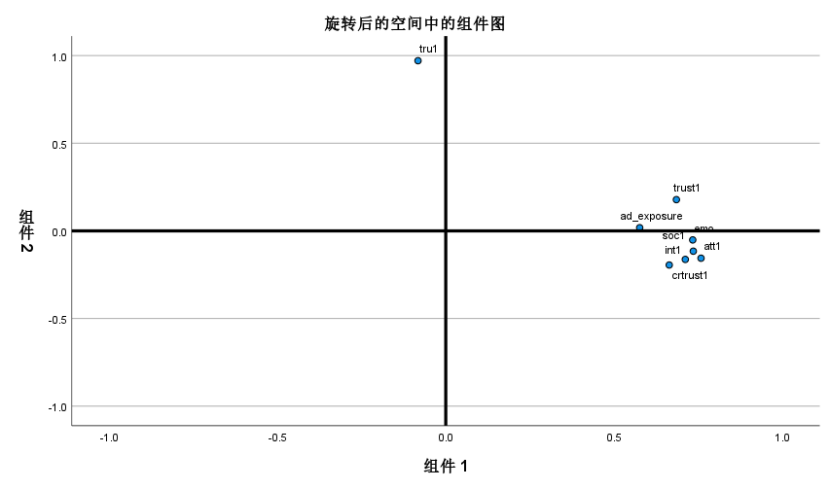 旋转后的空间中的组件图
tru1
1.0
0.5
trust1
ad_exposure
0.0
soc1
int1
att1
crtrust1
-0.5
-1.0
组件 2
-1.0
-0.5
0.0
0.5
1.0
组件 1